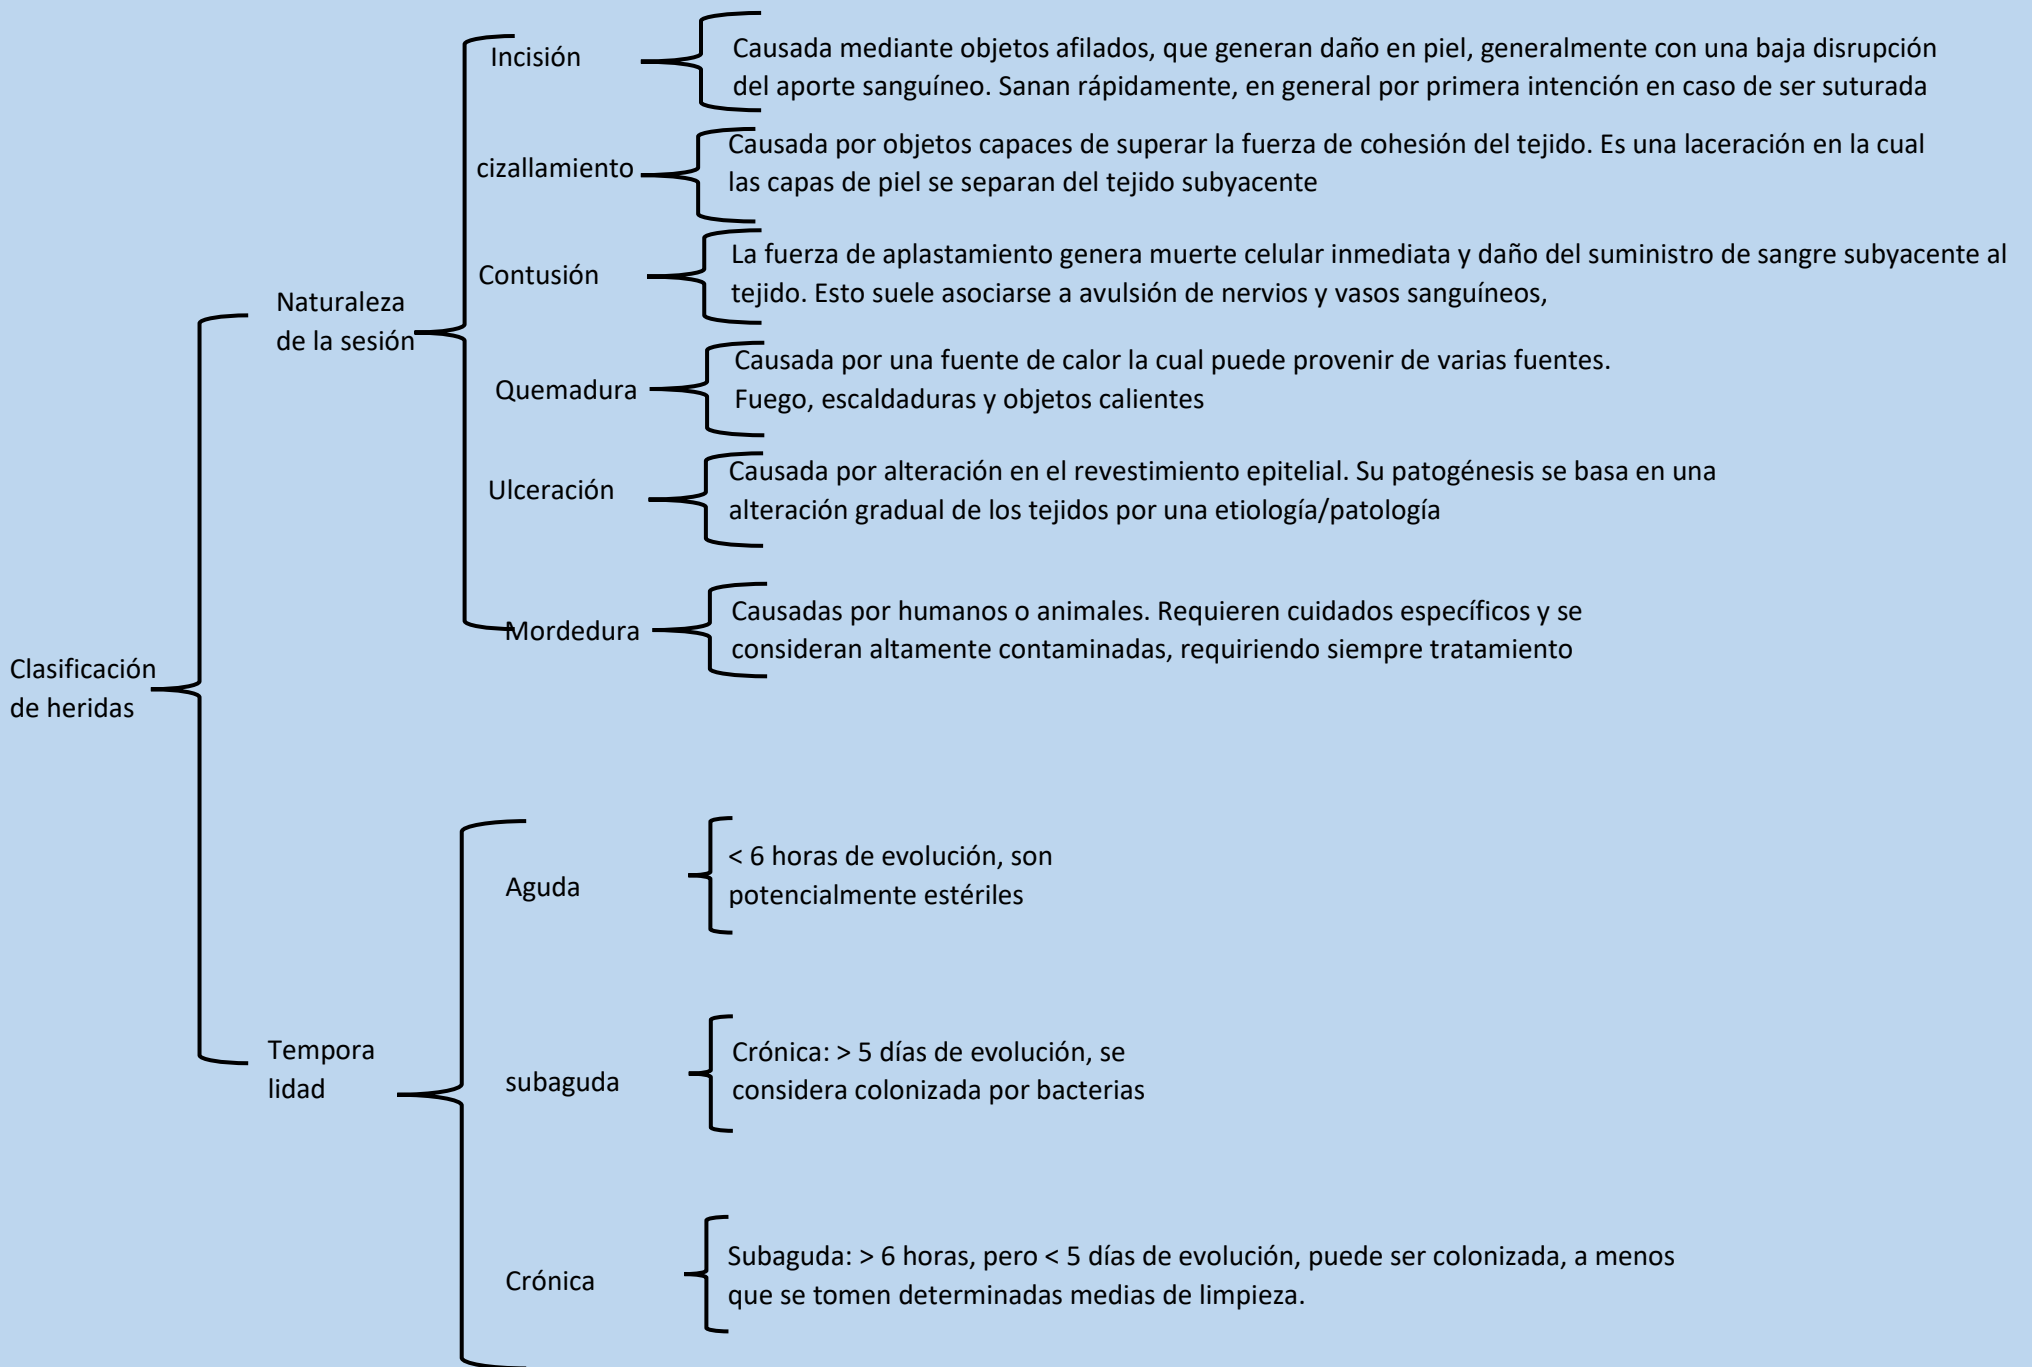 Clasificación
de heridas
Naturaleza
de la sesión
Incisión
Causada mediante objetos afilados, que generan daño en piel, generalmente con una baja disrupción
del aporte sanguíneo. Sanan rápidamente, en general por primera intención en caso de ser suturada
cizallamiento
Causada por objetos capaces de superar la fuerza de cohesión del tejido. Es una laceración en la cual
las capas de piel se separan del tejido subyacente
Contusión
La fuerza de aplastamiento genera muerte celular inmediata y daño del suministro de sangre subyacente al
tejido. Esto suele asociarse a avulsión de nervios y vasos sanguíneos,
Quemadura
Causada por una fuente de calor la cual puede provenir de varias fuentes.
Fuego, escaldaduras y objetos calientes
Ulceración
Causada por alteración en el revestimiento epitelial. Su patogénesis se basa en una
alteración gradual de los tejidos por una etiología/patología
Mordedura
Causadas por humanos o animales. Requieren cuidados específicos y se
consideran altamente contaminadas, requiriendo siempre tratamiento
Tempora
lidad
Aguda
< 6 horas de evolución, son
potencialmente estériles
subaguda
Crónica: > 5 días de evolución, se
considera colonizada por bacterias
Crónica
Subaguda: > 6 horas, pero < 5 días de evolución, puede ser colonizada, a menos
que se tomen determinadas medias de limpieza.